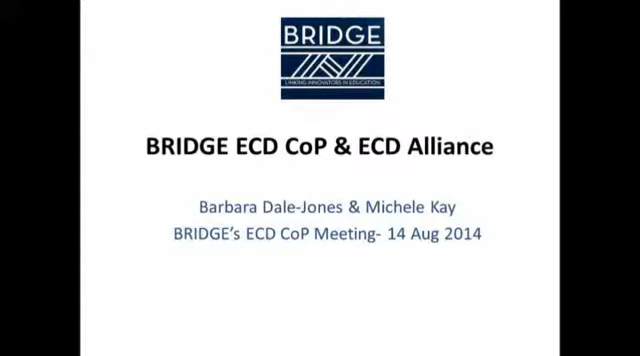 BRIDGE
LINKING INNOVATORS IN EDUCATION
BRIDGE ECD CoP & ECD Alliance
Barbara Dale-Jones & Michele Kay
BRIDGE's ECD CoP Meeting- 14 Aug 2014